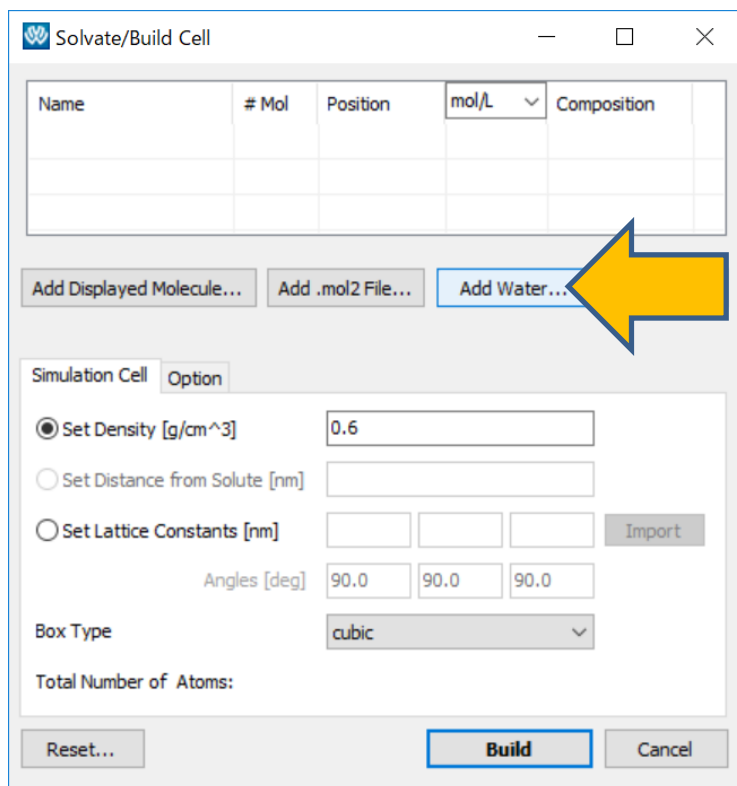 Solvate/Build Cell
Name # Mol Position mol/L Composition
Add Displayed Molecule... Add .mol2 File... Add Water...
Simulation Cell Option
Set Density [g/cm^3] 0.6
Set Distance from Solute [nm]
Set Lattice Constants [nm] Import
Angles [deg] 90.0 90.0 90.0
Box Type cubic
Total Number of Atoms:
Reset... Build Cancel